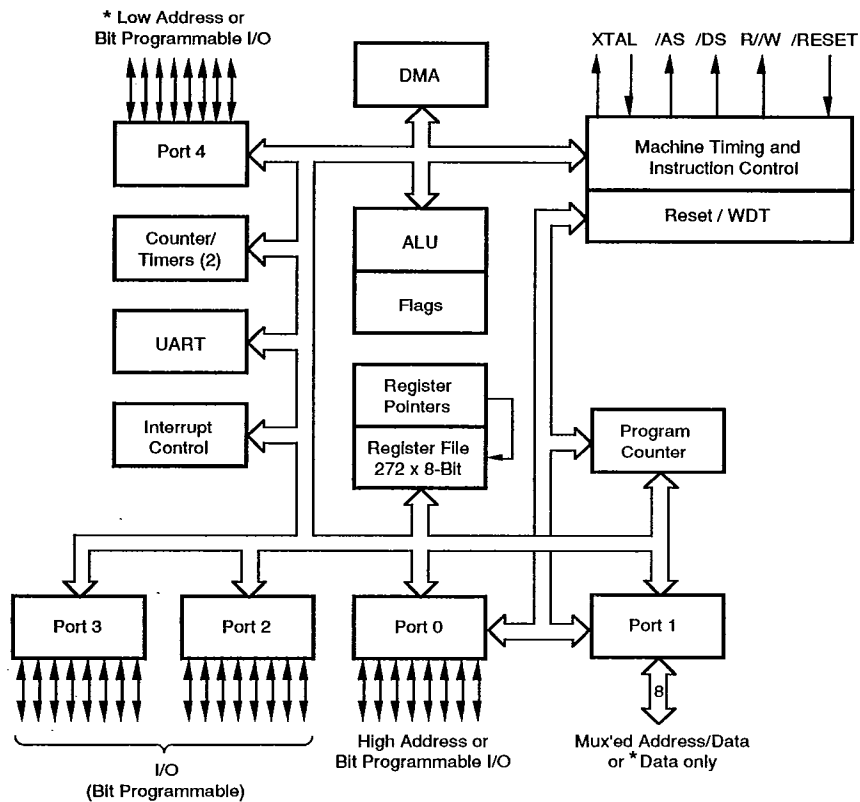 * Low Address or
Bit Programmable I/O
XTAL /AS /DS R//W /RESET
DMA
Port 4
Machine Timing and
Instruction Control
Reset / WDT
Counter/
Timers (2)
ALU
Flags
UART
Register
Pointers
Interrupt
Control
Register File
272 x 8-Bit
Program
Counter
Port 3
Port 2
Port 0
Port 1
8
I/O
(Bit Programmable)
High Address or
Bit Programmable I/O
Mux'ed Address/Data
or * Data only